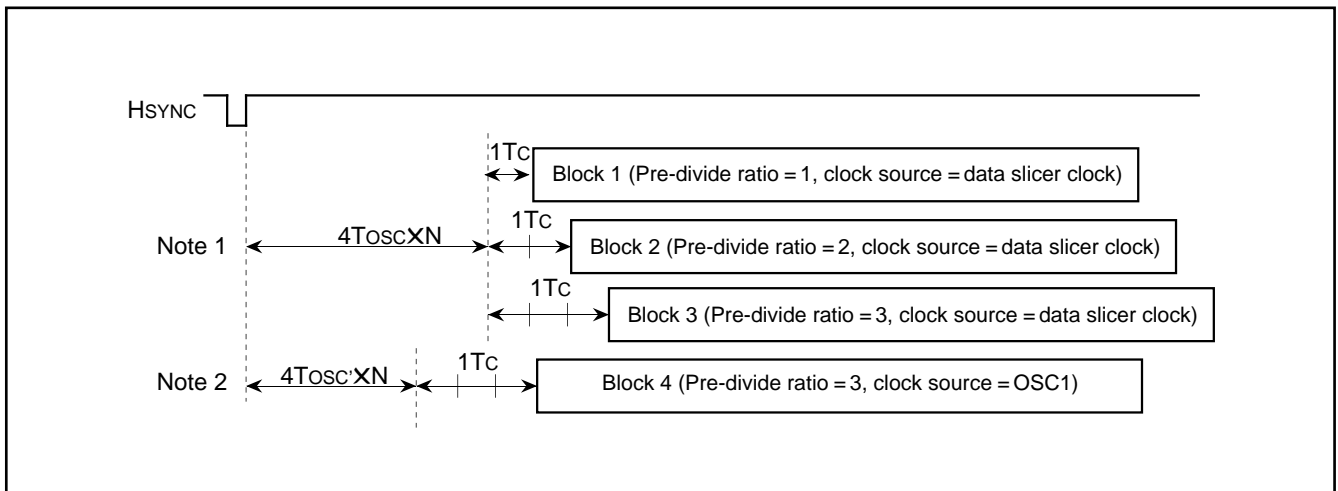 HSYNC
1TC
Block 1 (Pre-divide ratio = 1, clock source = data slicer clock)
Note 1
4TOSC✕N
1TC
Block 2 (Pre-divide ratio = 2, clock source = data slicer clock)
1TC
Block 3 (Pre-divide ratio = 3, clock source = data slicer clock)
Note 2
4TOSC'✕N
1TC
Block 4 (Pre-divide ratio = 3, clock source = OSC1)